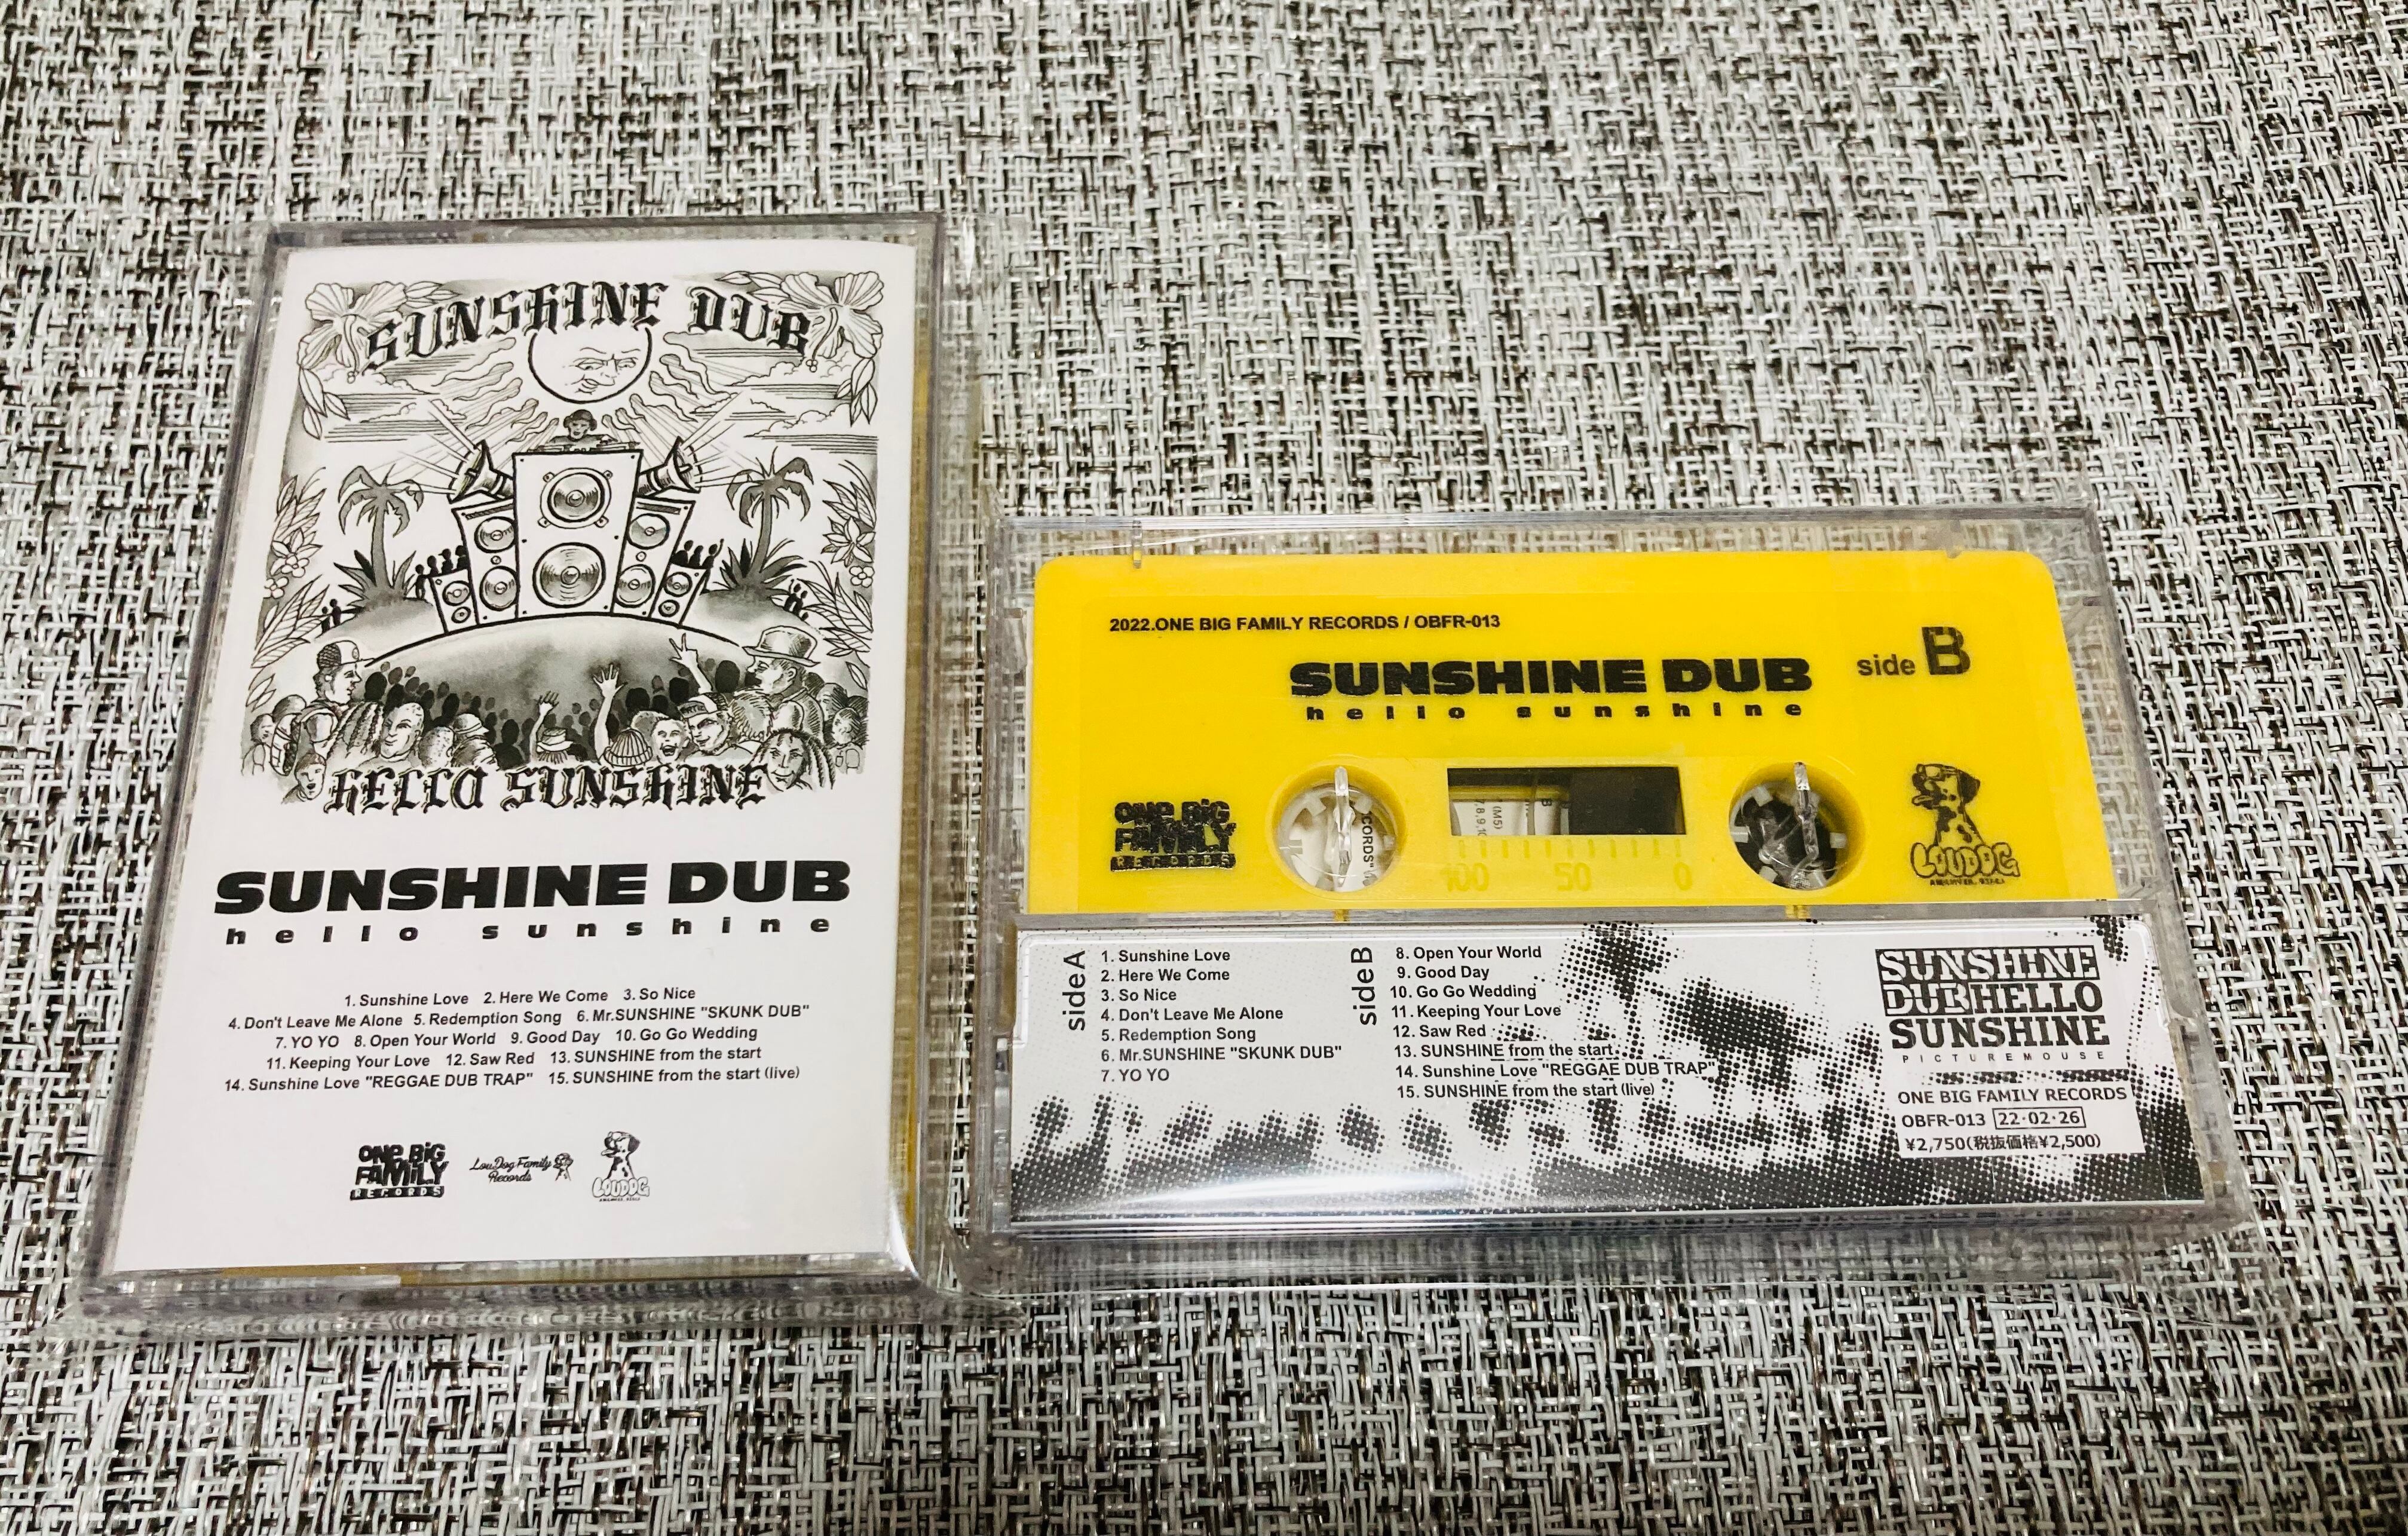 SUNSHINE DUB
HELLO SUNSHINE
SUNSHINE DUB
hello sunshine
1. Sunshine Love 2. Here We Come 3. So Nice
4. Don't Leave Me Alone 5. Redemption Song 6. Mr.SUNSHINE "SKUNK DUB"
7. YO YO 8. Open Your World 9. Good Day 10. Go Go Wedding
11. Keeping Your Love 12. Saw Red 13. SUNSHINE from the start
14. Sunshine Love "REGGAE DUB TRAP" 15. SUNSHINE from the start (live)
ONE BIG
FAMILY
RECORDS
LouDog Family
Records
LOUDOG
2022.ONE BIG FAMILY RECORDS / OBFR-013
SUNSHINE DUB
hello sunshine
side B
ONE BIG
FAMILY
RECORDS
100 50 0
LOUDOG
side A
1. Sunshine Love
2. Here We Come
3. So Nice
4. Don't Leave Me Alone
5. Redemption Song
6. Mr.SUNSHINE "SKUNK DUB"
7. YO YO
side B
8. Open Your World
9. Good Day
10. Go Go Wedding
11. Keeping Your Love
12. Saw Red
13. SUNSHINE from the start
14. Sunshine Love "REGGAE DUB TRAP"
15. SUNSHINE from the start (live)
SUNSHINE
DUB HELLO
SUNSHINE
PICTUREMOUSE
ONE BIG FAMILY RECORDS
OBFR-013 22·02·26
¥2,750(税抜価格¥2,500)